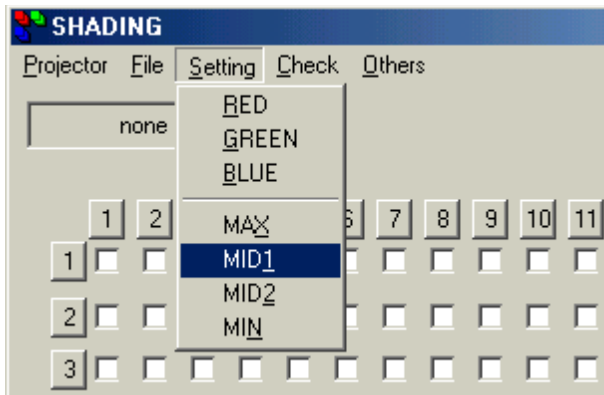 SHADING
Projector File Setting Check Others
none
RED
GREEN
BLUE
MAX
MID1
MID2
MIN
1 2 6 7 8 9 10 11
1
2
3